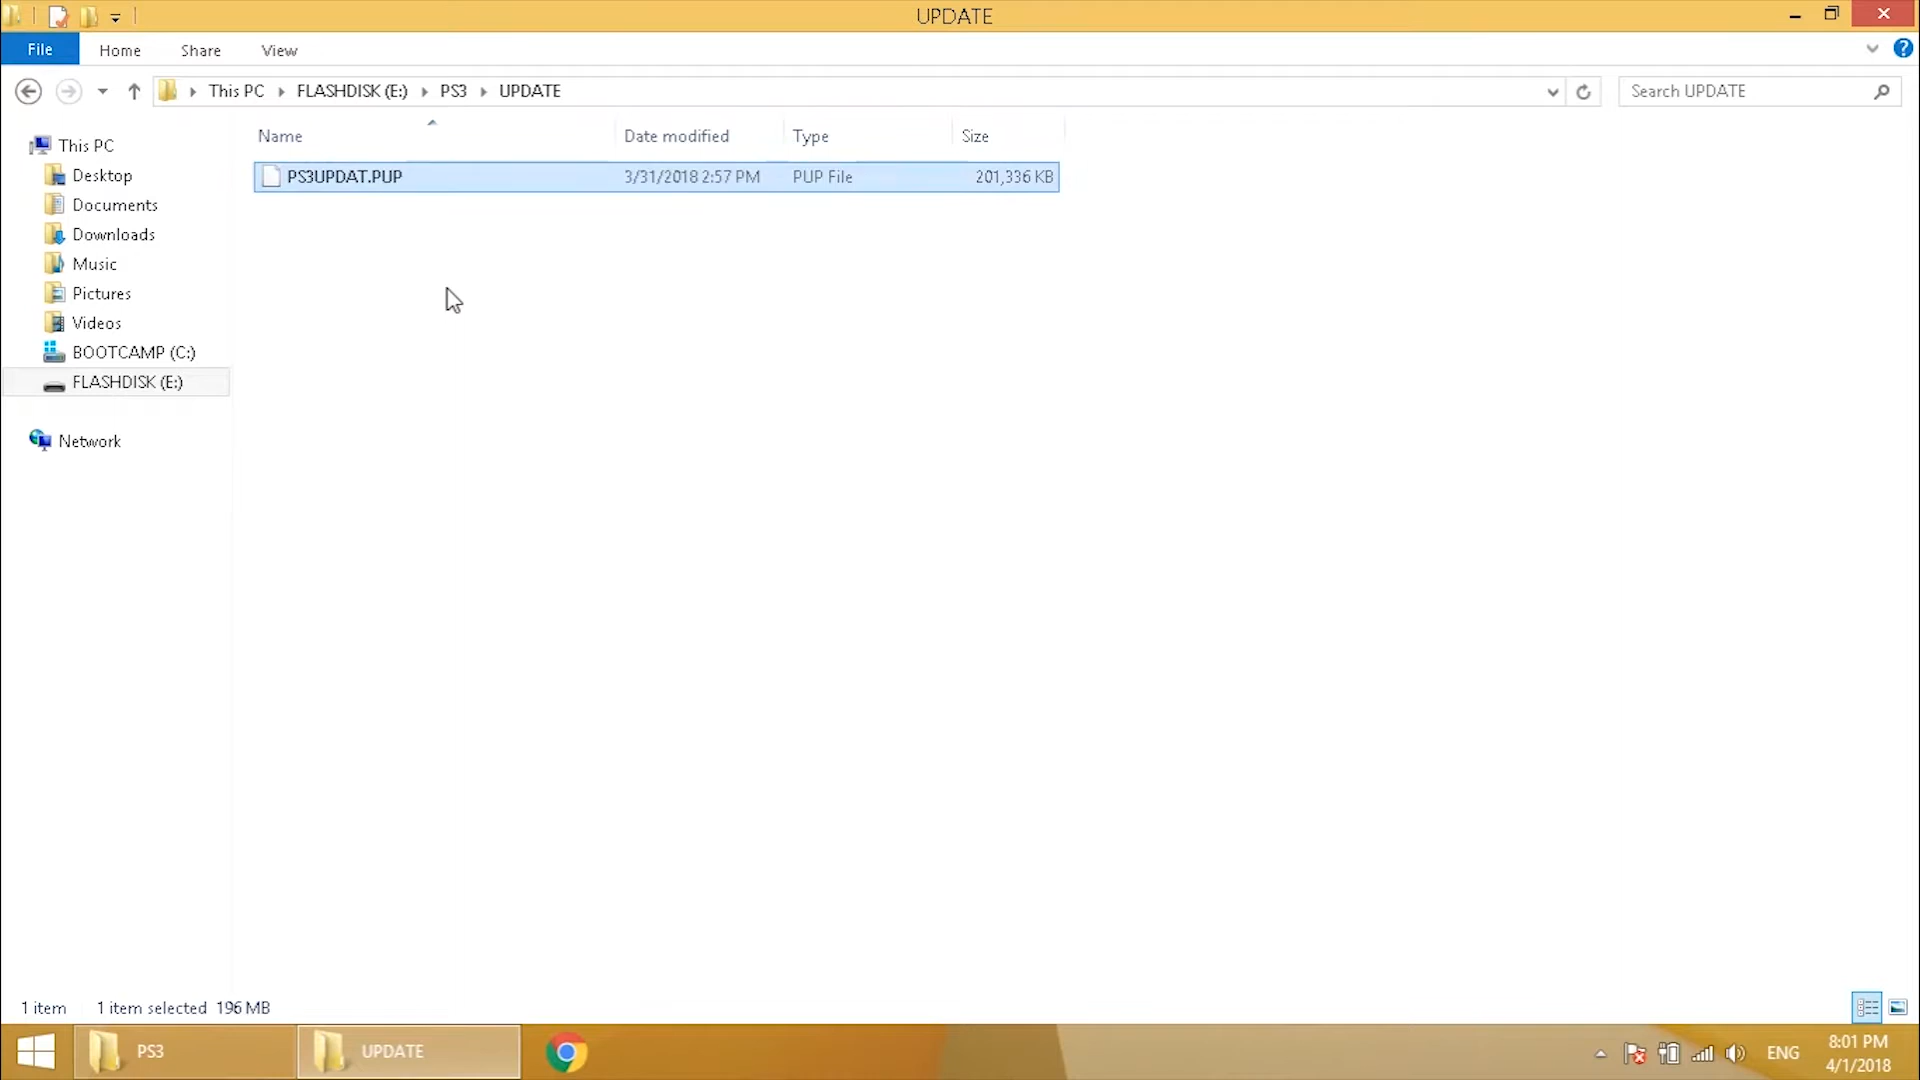 UPDATE
File Home Share View
This PC FLASHDISK (E:) PS3 UPDATE
Search UPDATE
Name Date modified Type Size
PS3UPDAT.PUP 3/31/2018 2:57 PM PUP File 201,336 KB
This PC
Desktop
Documents
Downloads
Music
Pictures
Videos
BOOTCAMP (C:)
FLASHDISK (E:)
Network
1 item 1 item selected 196 MB
PS3 UPDATE ENG 8:01 PM
4/1/2018